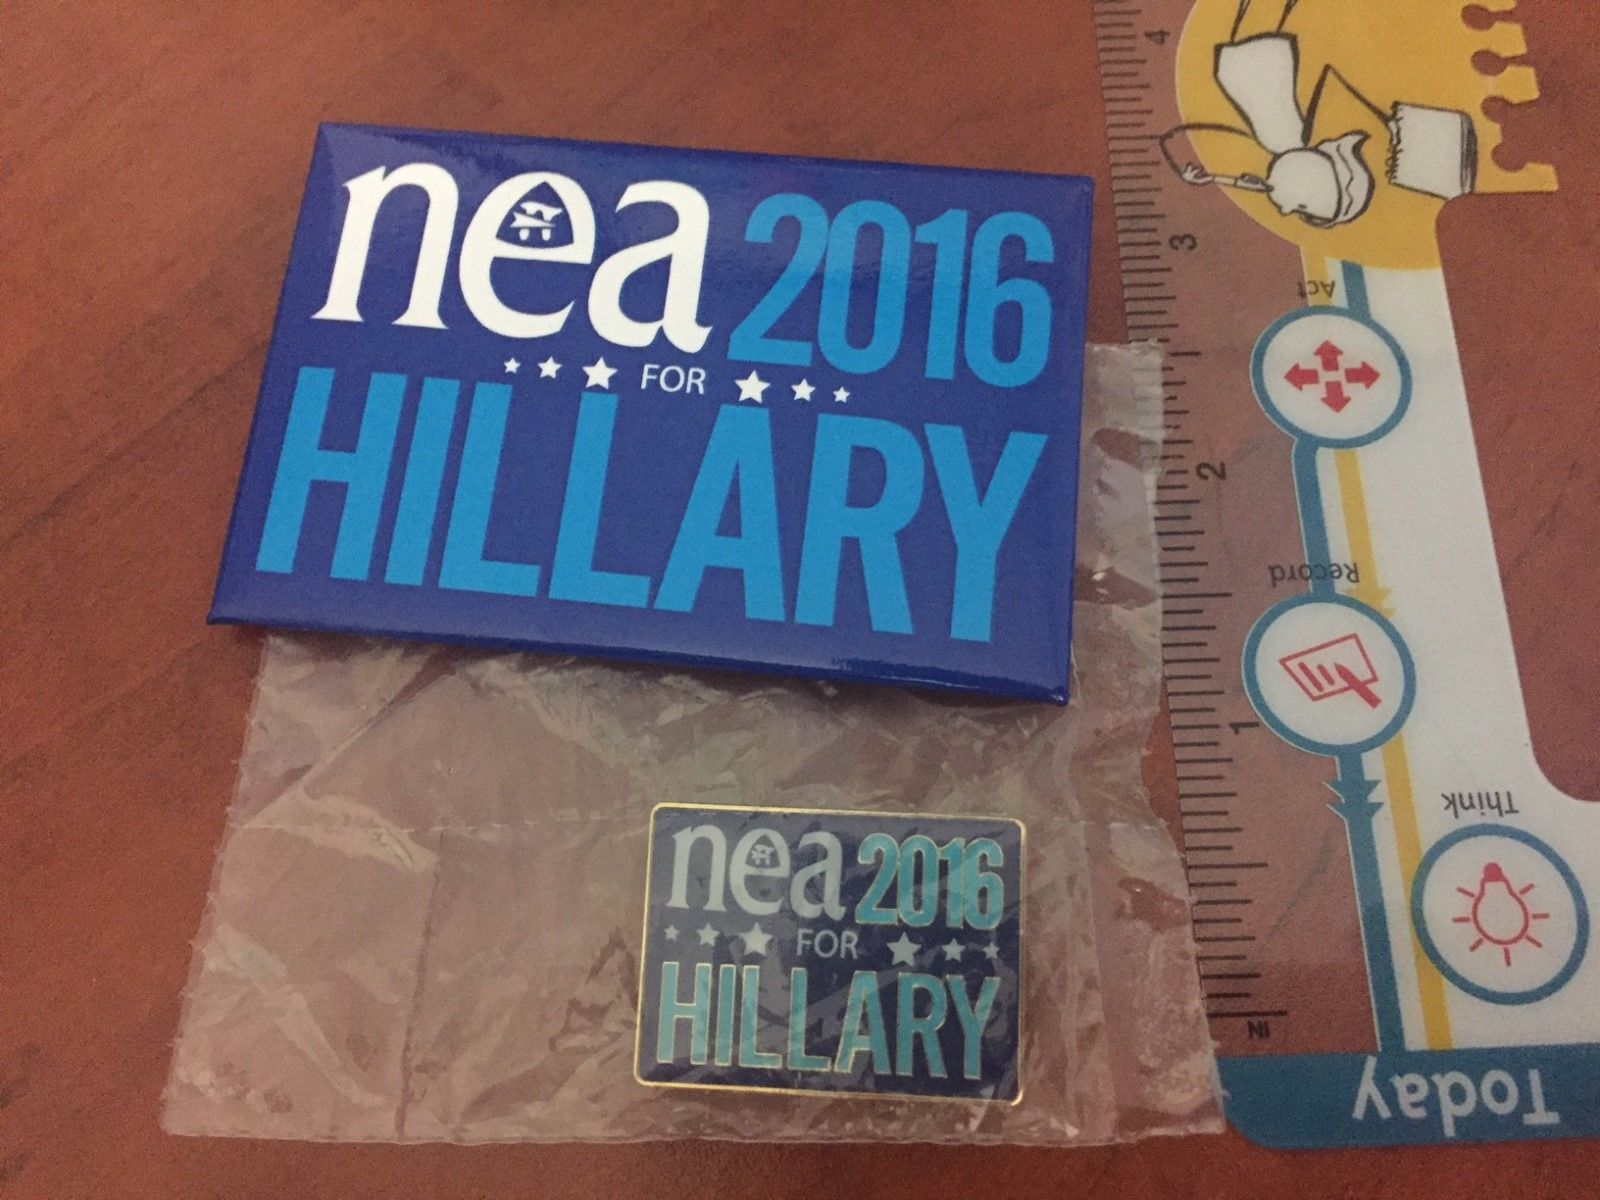 nea 2016
FOR
HILLARY
nea 2016
FOR
HILLARY
4
3
Act
2
Record
1
Think
IN
Today